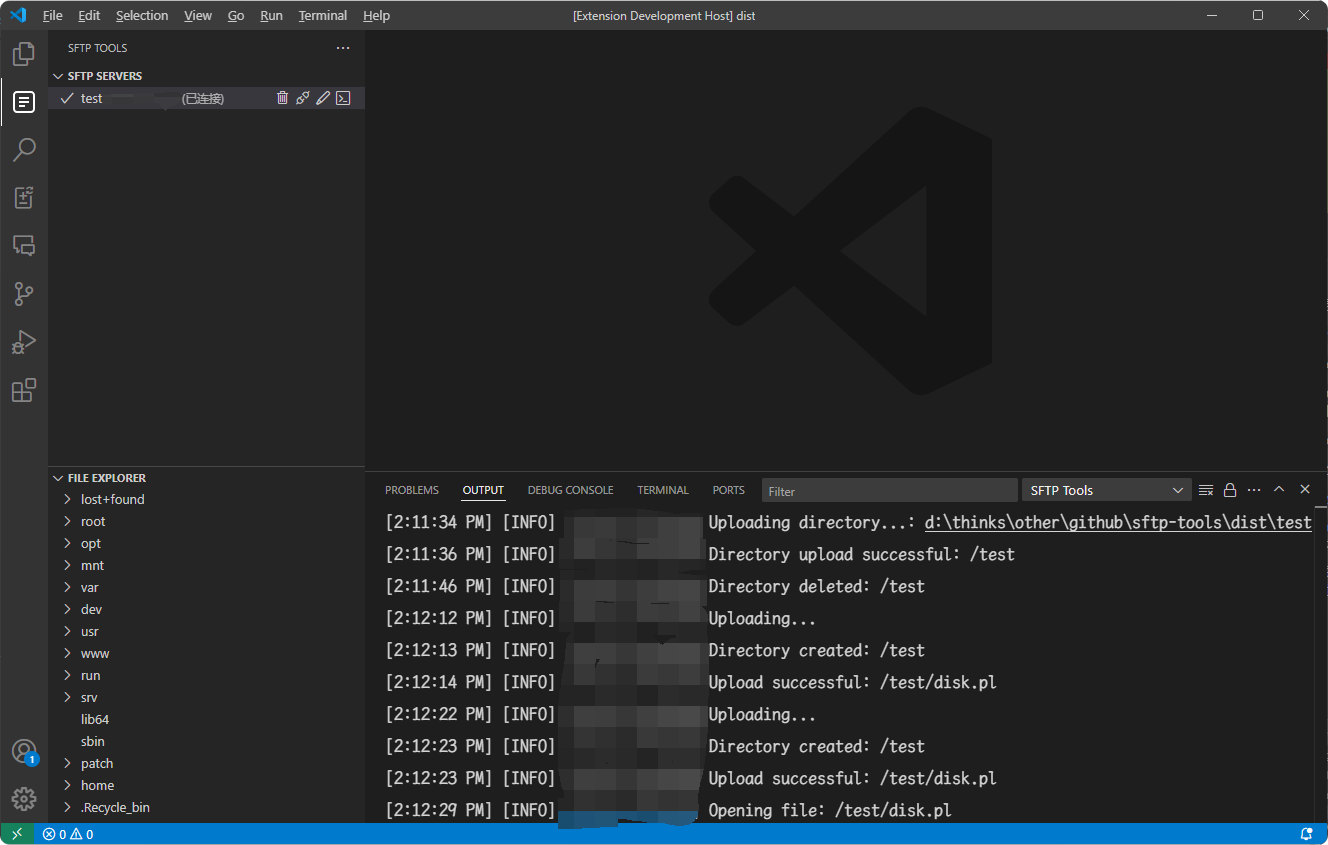 File Edit Selection View Go Run Terminal Help [Extension Development Host] dist
SFTP TOOLS
SFTP SERVERS
test (已连接)
FILE EXPLORER
lost+found
root
opt
mnt
var
dev
usr
www
run
srv
lib64
sbin
patch
home
.Recycle_bin
PROBLEMS OUTPUT DEBUG CONSOLE TERMINAL PORTS Filter SFTP Tools
[2:11:34 PM] [INFO] Uploading directory...: d:\thinks\other\github\sftp-tools\dist\test
[2:11:36 PM] [INFO] Directory upload successful: /test
[2:11:46 PM] [INFO] Directory deleted: /test
[2:12:12 PM] [INFO] Uploading...
[2:12:13 PM] [INFO] Directory created: /test
[2:12:14 PM] [INFO] Upload successful: /test/disk.pl
[2:12:22 PM] [INFO] Uploading...
[2:12:23 PM] [INFO] Directory created: /test
[2:12:23 PM] [INFO] Upload successful: /test/disk.pl
[2:12:29 PM] [INFO] Opening file: /test/disk.pl
1
0 0